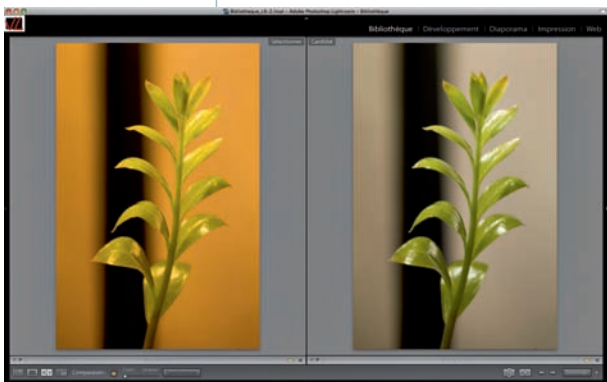 Bibliothèque_LR-2.lrcat – Adobe Photoshop Lightroom – Bibliothèque
Bibliothèque | Développement | Diaporama | Impression | Web
Sélectionner Candidat
Comparaison :